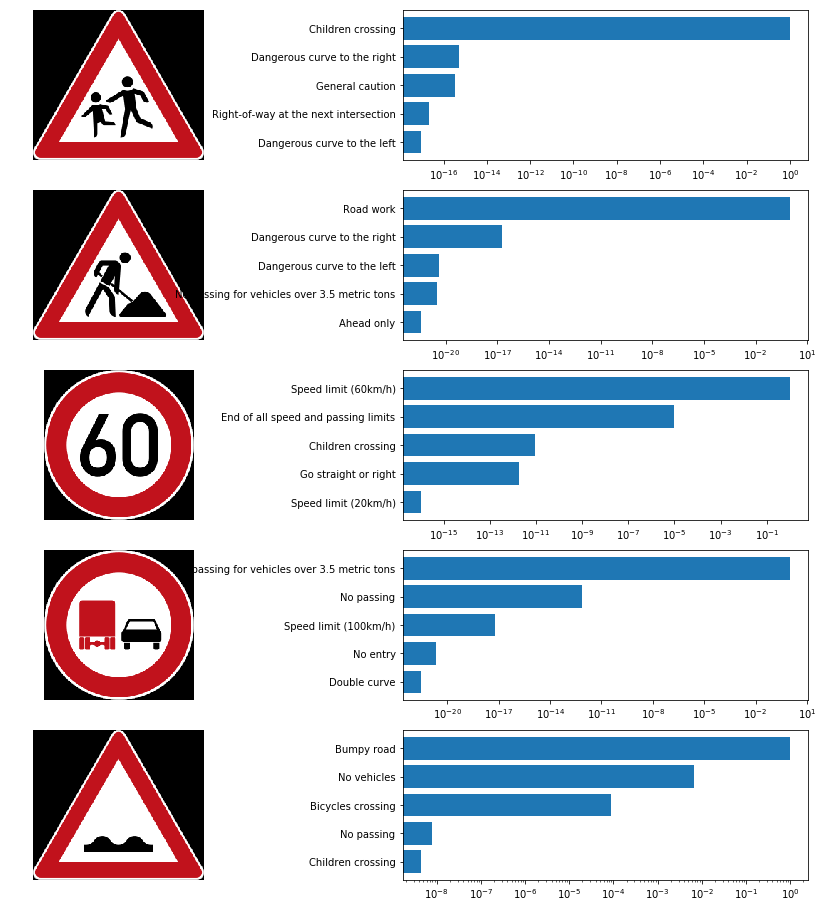 Children crossing
Dangerous curve to the right
General caution
Right-of-way at the next intersection
Dangerous curve to the left
10⁻¹⁶ 10⁻¹⁴ 10⁻¹² 10⁻¹⁰ 10⁻⁸ 10⁻⁶ 10⁻⁴ 10⁻² 10⁰
Road work
Dangerous curve to the right
Dangerous curve to the left
passing for vehicles over 3.5 metric tons
Ahead only
10⁻²⁰ 10⁻¹⁷ 10⁻¹⁴ 10⁻¹¹ 10⁻⁸ 10⁻⁵ 10⁻² 10¹
60
Speed limit (60km/h)
End of all speed and passing limits
Children crossing
Go straight or right
Speed limit (20km/h)
10⁻¹⁵ 10⁻¹³ 10⁻¹¹ 10⁻⁹ 10⁻⁷ 10⁻⁵ 10⁻³ 10⁻¹
passing for vehicles over 3.5 metric tons
No passing
Speed limit (100km/h)
No entry
Double curve
10⁻²⁰ 10⁻¹⁷ 10⁻¹⁴ 10⁻¹¹ 10⁻⁸ 10⁻⁵ 10⁻² 10¹
Bumpy road
No vehicles
Bicycles crossing
No passing
Children crossing
10⁻⁸ 10⁻⁷ 10⁻⁶ 10⁻⁵ 10⁻⁴ 10⁻³ 10⁻² 10⁻¹ 10⁰